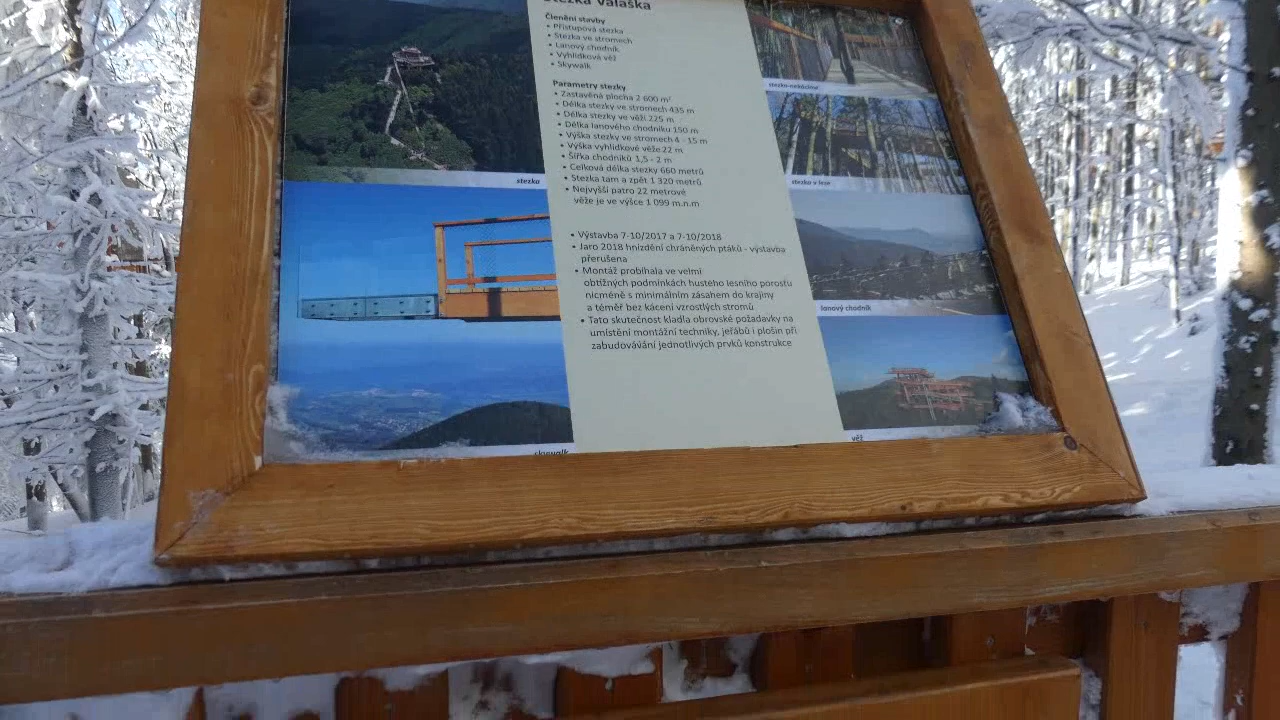 Stezka Valaška
Členění stavby
• Přístupová stezka
• Stezka ve stromech
• Lanový chodník
• Vyhlídková věž
• Skywalk
Parametry stezky
• Zastavěná plocha 2 600 m²
• Délka stezky ve stromech 435 m
• Délka stezky ve věži 225 m
• Délka lanového chodníku 150 m
• Výška stezky ve stromech 4 - 15 m
• Výška vyhlídkové věže 22 m
• Šířka chodníků 1,5 - 2 m
• Celková délka stezky 660 metrů
• Stezka tam a zpět 1 320 metrů
• Nejvyšší patro 22 metrové
věže je ve výšce 1 099 m.n.m
• Výstavba 7-10/2017 a 7-10/2018
• Jaro 2018 hnízdění chráněných ptáků - výstavba
přerušena
• Montáž probíhala ve velmi
obtížných podmínkách hustého lesního porostu
nicméně s minimálním zásahem do krajiny
a téměř bez kácení vzrostlých stromů
• Tato skutečnost kladla obrovské požadavky na
umístění montážní techniky, jeřábů i plošin při
zabudovávání jednotlivých prvků konstrukce
stezka
skywalk
stezka-nekácíme
stezka v lese
lanový chodník
věž